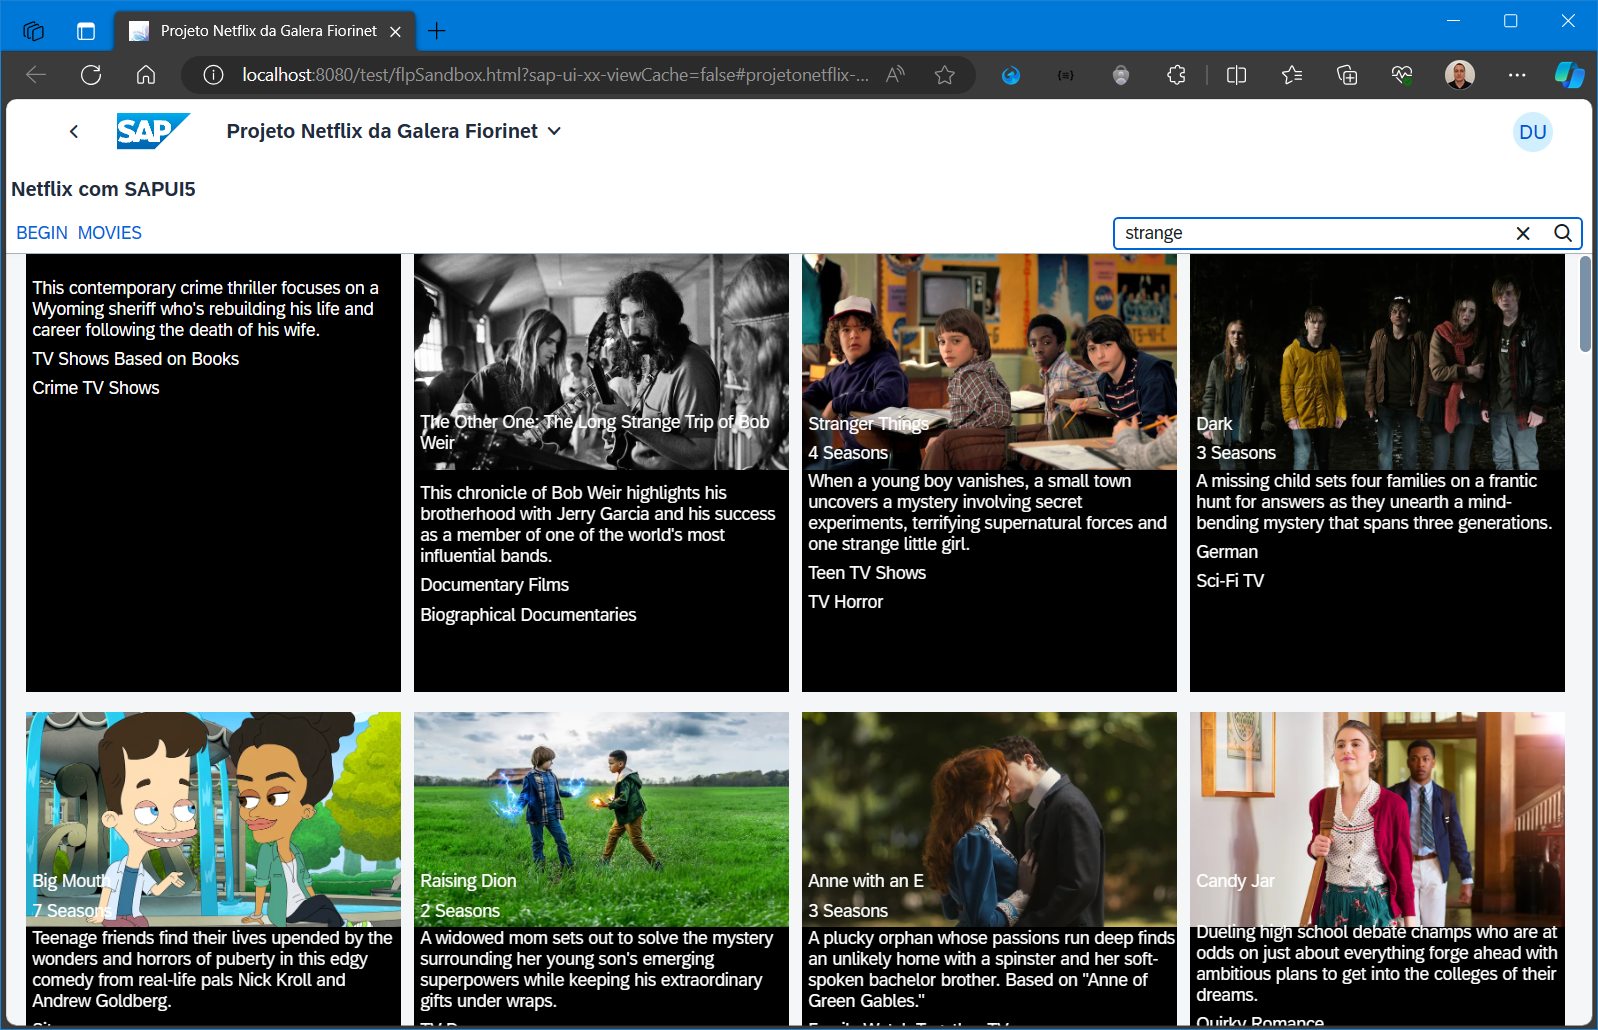 Projeto Netflix da Galera Fiorinet
localhost:8080/test/flpSandbox.html?sap-ui-xx-viewCache=false#projetonetflix-...
SAP
Projeto Netflix da Galera Fiorinet
DU
Netflix com SAPUI5
BEGIN MOVIES
strange
This contemporary crime thriller focuses on a
Wyoming sheriff who's rebuilding his life and
career following the death of his wife.
TV Shows Based on Books
Crime TV Shows
The Other One: The Long Strange Trip of Bob
Weir
This chronicle of Bob Weir highlights his
brotherhood with Jerry Garcia and his success
as a member of one of the world's most
influential bands.
Documentary Films
Biographical Documentaries
NASA
Stranger Things
4 Seasons
When a young boy vanishes, a small town
uncovers a mystery involving secret
experiments, terrifying supernatural forces and
one strange little girl.
Teen TV Shows
TV Horror
Dark
3 Seasons
A missing child sets four families on a frantic
hunt for answers as they unearth a mind-
bending mystery that spans three generations.
German
Sci-Fi TV
Big Mouth
7 Seasons
Teenage friends find their lives upended by the
wonders and horrors of puberty in this edgy
comedy from real-life pals Nick Kroll and
Andrew Goldberg.
Raising Dion
2 Seasons
A widowed mom sets out to solve the mystery
surrounding her young son's emerging
superpowers while keeping his extraordinary
gifts under wraps.
Anne with an E
3 Seasons
A plucky orphan whose passions run deep finds
an unlikely home with a spinster and her soft-
spoken bachelor brother. Based on "Anne of
Green Gables."
Candy Jar
Dueling high school debate champs who are at
odds on just about everything forge ahead with
ambitious plans to get into the colleges of their
dreams.
Quirky Romance